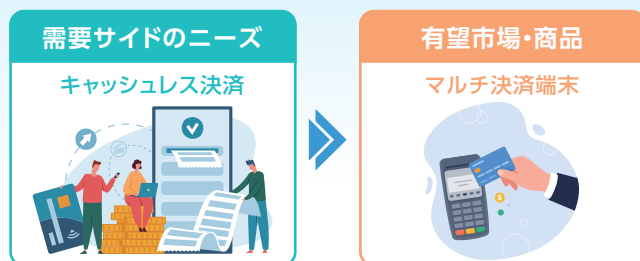 需要サイドのニーズ
キャッシュレス決済
有望市場・商品
マルチ決済端末